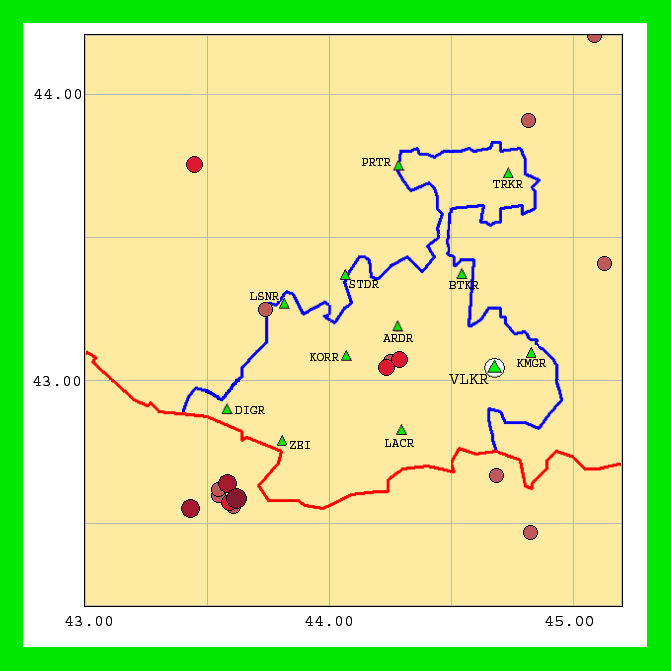 44.00
PRTR
TRKR
STDR
BTKR
LSNR
ARDR
KORR
KMGR
43.00
VLKR
DIGR
ZEI
LACR
43.00 44.00 45.00